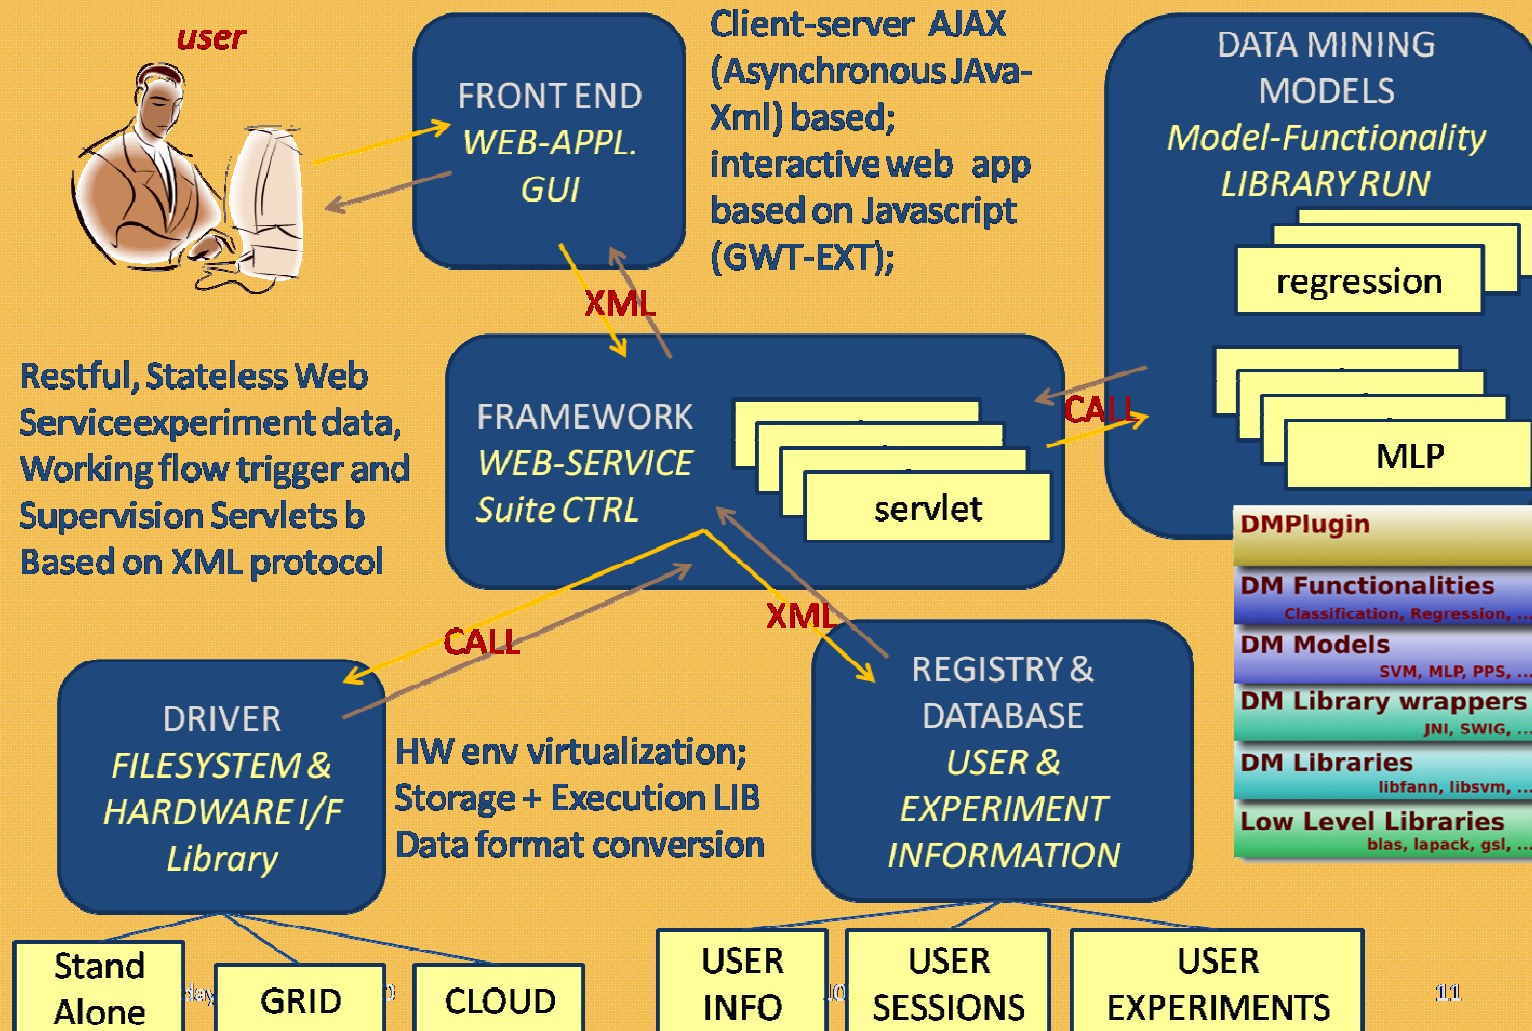 user
FRONT END
WEB-APPL.
GUI
Client-server AJAX
(Asynchronous JAva-
Xml) based;
interactive web app
based on Javascript
(GWT-EXT);
DATA MINING
MODELS
Model-Functionality
LIBRARY RUN
regression
MLP
XML
CALL
Restful, Stateless Web
Serviceexperiment data,
Working flow trigger and
Supervision Servlets b
Based on XML protocol
FRAMEWORK
WEB-SERVICE
Suite CTRL
servlet
DMPlugin
DM Functionalities
Classification, Regression, ...
DM Models
SVM, MLP, PPS, ...
DM Library wrappers
JNI, SWIG, ...
DM Libraries
libfann, libsvm, ...
Low Level Libraries
blas, lapack, gsl, ...
CALL
XML
DRIVER
FILESYSTEM &
HARDWARE I/F
Library
HW env virtualization;
Storage + Execution LIB
Data format conversion
REGISTRY &
DATABASE
USER &
EXPERIMENT
INFORMATION
Stand
Alone
GRID
CLOUD
USER
INFO
USER
SESSIONS
USER
EXPERIMENTS
11